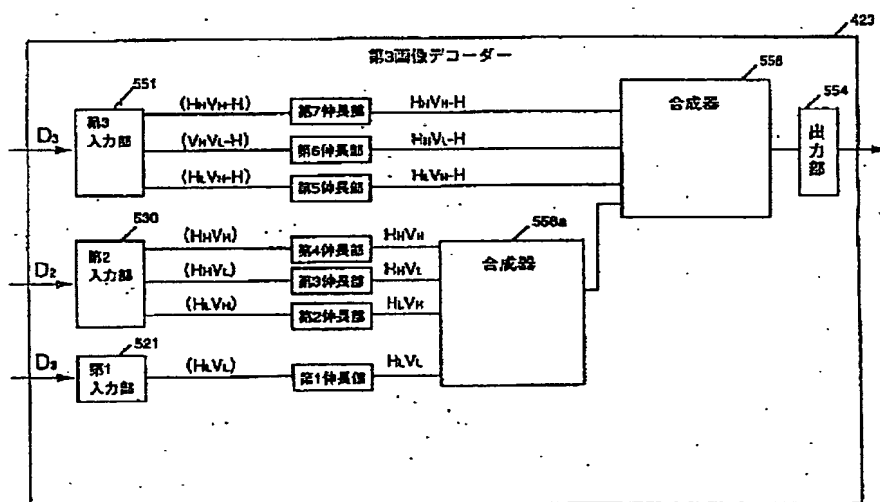 423
第3画像デコーダー
551
第3
入力部
D3
(HHVH-H)
第7伸長部
HHVH-H
(VHVL-H)
第6伸長部
HHVL-H
(HLVH-H)
第5伸長部
HLVH-H
556
合成器
554
出力部
530
第2
入力部
D2
(HHVH)
第4伸長部
HHVH
(HHVL)
第3伸長部
HHVL
(HLVH)
第2伸長部
HLVH
556a
合成器
521
第1
入力部
D3
(HLVL)
第1伸長部
HLVL